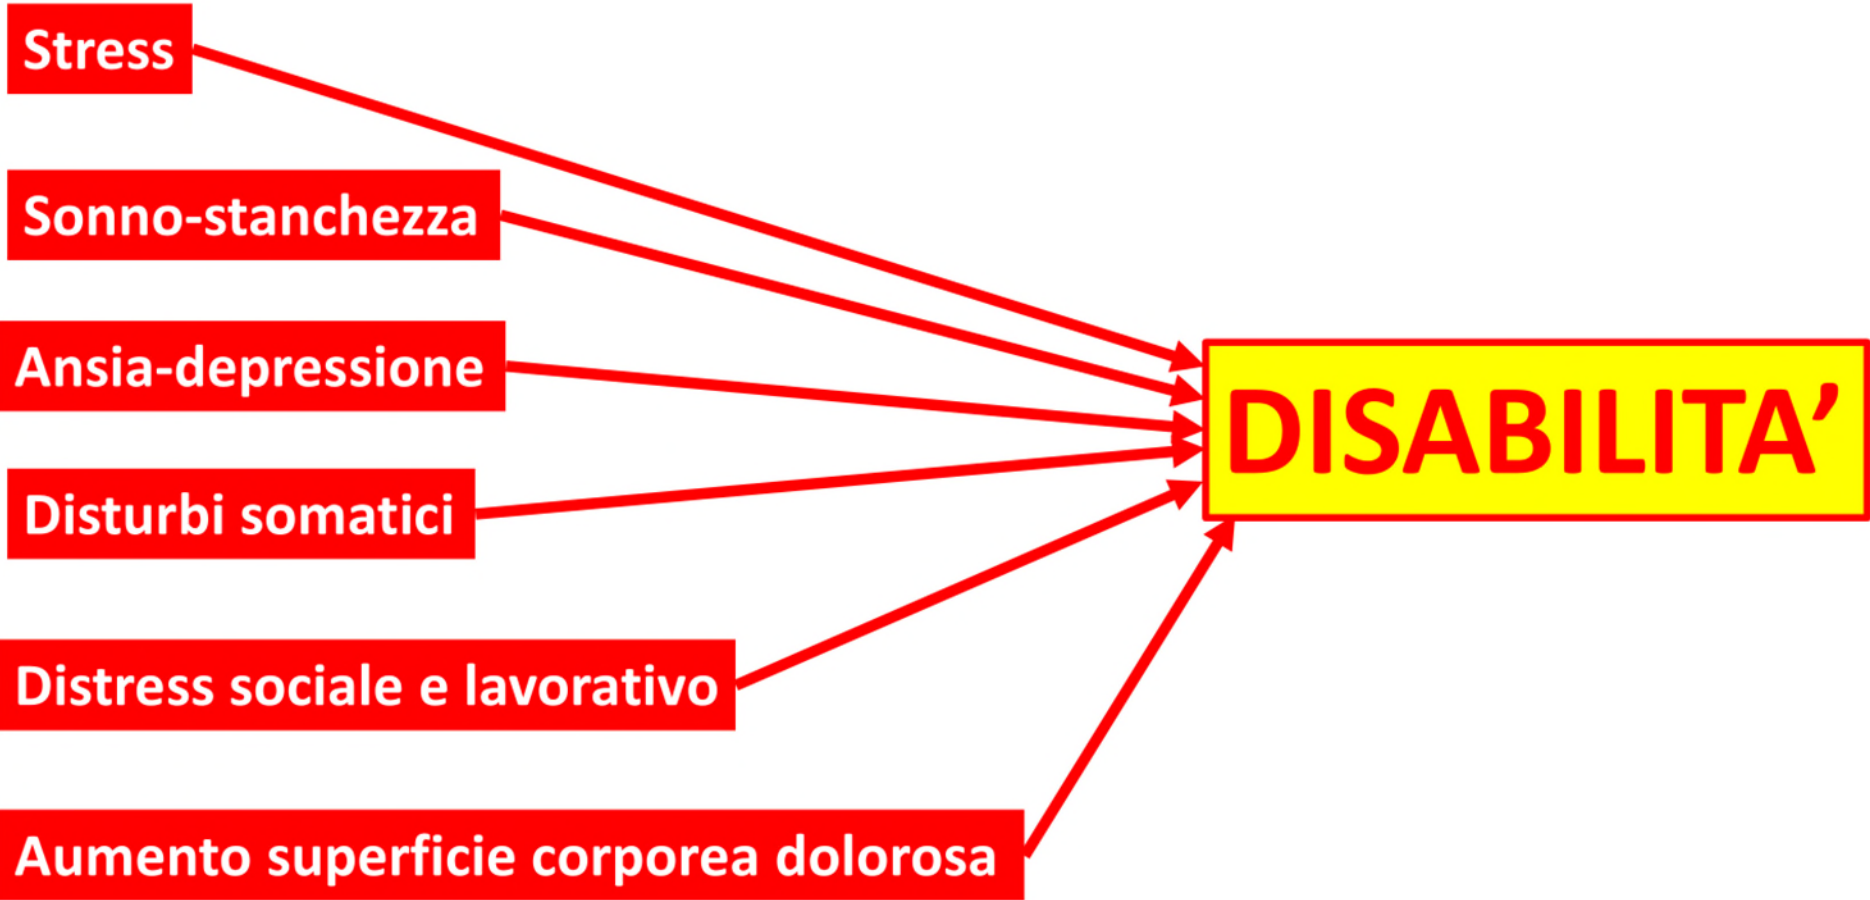 Stress
Sonno-stanchezza
Ansia-depressione
DISABILITA’
Disturbi somatici
Distress sociale e lavorativo
Aumento superficie corporea dolorosa